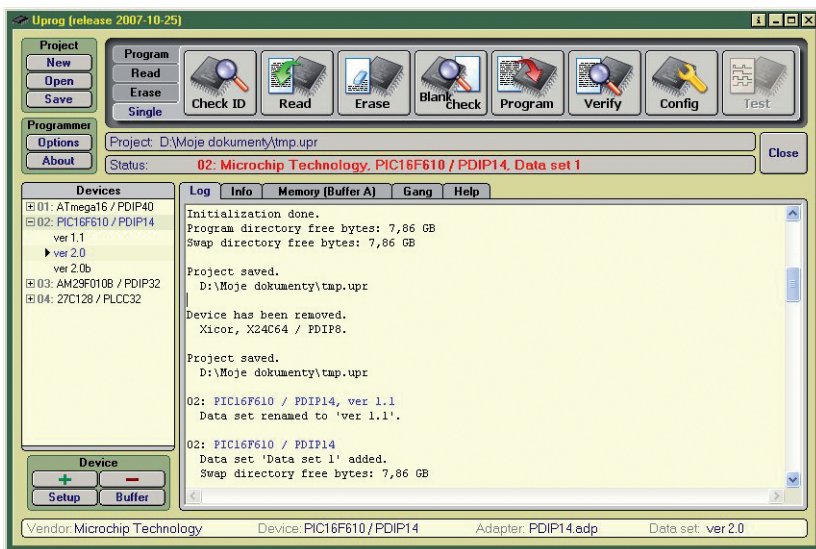 Uprog (release 2007-10-25)
Project
New
Open
Save
Program
Read
Erase
Single
Check ID
Read
Erase
Blank check
Program
Verify
Config
Test
Programmer
Options
About
Project: D:\Moje dokumenty\tmp.upr
Status: 02: Microchip Technology, PIC16F610 / PDIP14, Data set 1
Close
Devices
01: ATmega16 / PDIP40
02: PIC16F610 / PDIP14
ver 1.1
ver 2.0
ver 2.0b
03: AM29F010B / PDIP32
04: 27C128 / PLCC32
Device
+ −
Setup Buffer
Log Info Memory (Buffer A) Gang Help
Initialization done.
Program directory free bytes: 7,86 GB
Swap directory free bytes: 7,86 GB
Project saved.
D:\Moje dokumenty\tmp.upr
Device has been removed.
Xicor, X24C64 / PDIP8.
Project saved.
D:\Moje dokumenty\tmp.upr
02: PIC16F610 / PDIP14, ver 1.1
Data set renamed to 'ver 1.1'.
02: PIC16F610 / PDIP14
Data set 'Data set 1' added.
Swap directory free bytes: 7,86 GB
Vendor: Microchip Technology Device: PIC16F610 / PDIP14 Adapter: PDIP14.adp Data set: ver 2.0